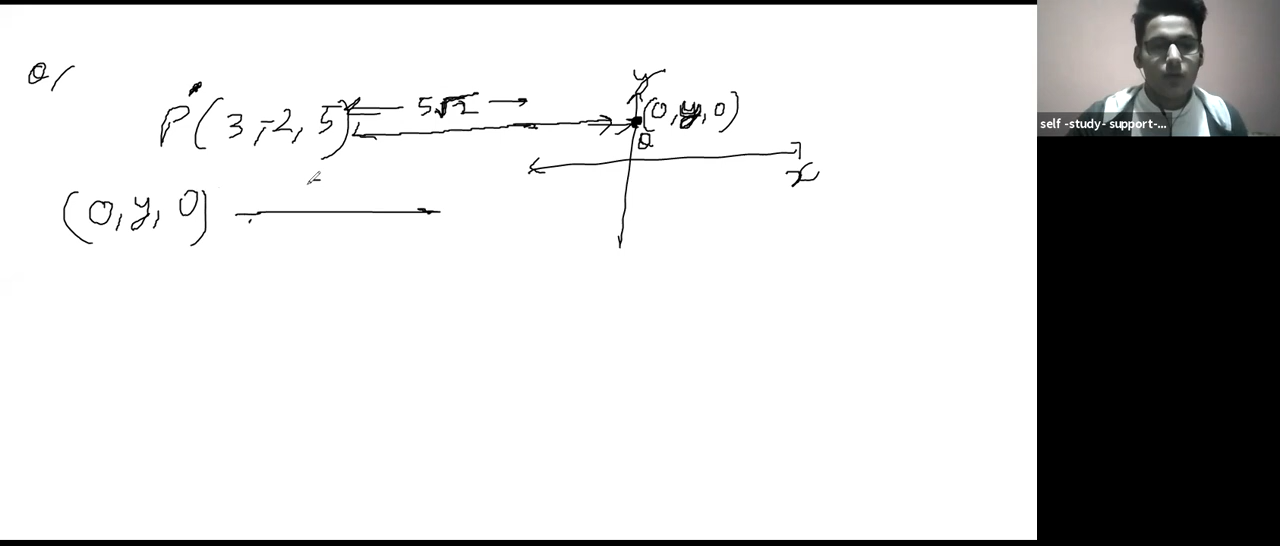 Q/
P(3,-2,5) 5√2 y (0,y,0)
Q
x
(0,y,0)
self -study- support-...